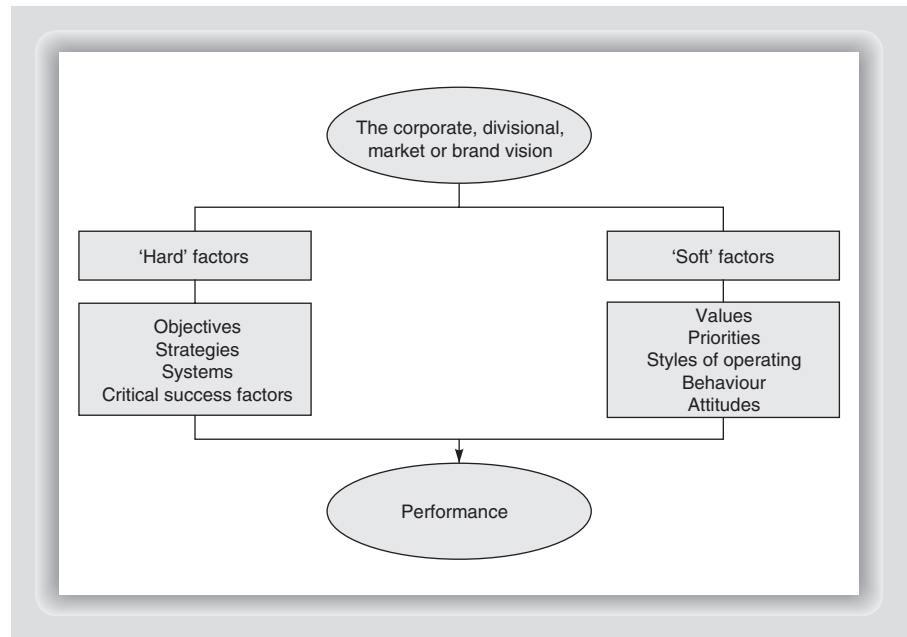 The corporate, divisional,
market or brand vision
‘Hard’ factors
‘Soft’ factors
Objectives
Strategies
Systems
Critical success factors
Values
Priorities
Styles of operating
Behaviour
Attitudes
Performance